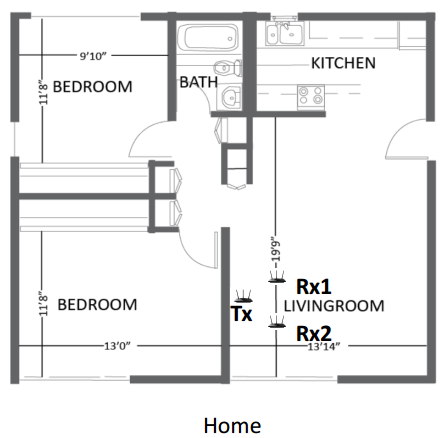 9'10"
BEDROOM
11'8"
BATH
KITCHEN
19'9"
Rx1
Tx
LIVINGROOM
Rx2
BEDROOM
11'8"
13'0"
13'14"
Home